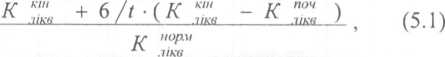 К кін лікв + 6/t · ( К кін лікв − К поч лікв )
К норм лікв , (5.1)